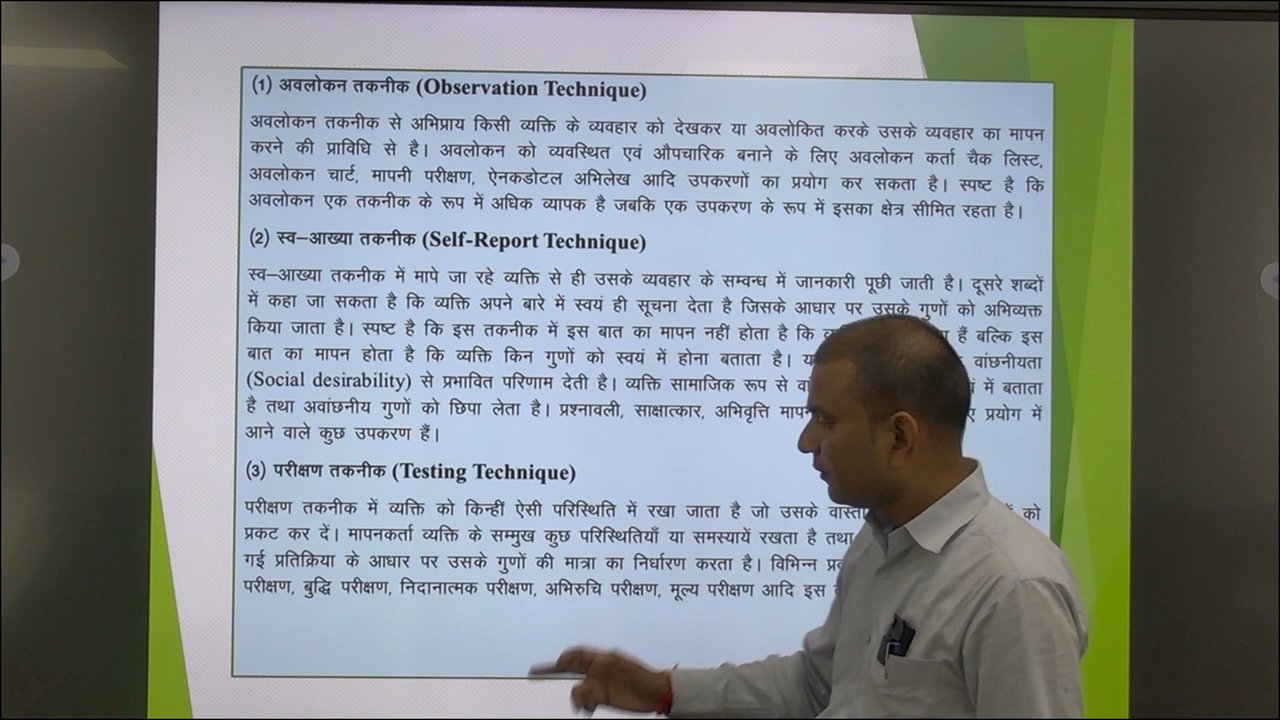 (1) अवलोकन तकनीक (Observation Technique)
अवलोकन तकनीक से अभिप्राय किसी व्यक्ति के व्यवहार को देखकर या अवलोकित करके उसके व्यवहार का मापन
करने की प्राविधि से है। अवलोकन को व्यवस्थित एवं औपचारिक बनाने के लिए अवलोकन कर्ता चैक लिस्ट,
अवलोकन चार्ट, मापनी परीक्षण, ऐनकडोटल अभिलेख आदि उपकरणों का प्रयोग कर सकता है। स्पष्ट है कि
अवलोकन एक तकनीक के रूप में अधिक व्यापक है जबकि एक उपकरण के रूप में इसका क्षेत्र सीमित रहता है।
(2) स्व–आख्या तकनीक (Self-Report Technique)
स्व–आख्या तकनीक में मापे जा रहे व्यक्ति से ही उसके व्यवहार के सम्वन्ध में जानकारी पूछी जाती है। दूसरे शब्दों
में कहा जा सकता है कि व्यक्ति अपने बारे में स्वयं ही सूचना देता है जिसके आधार पर उसके गुणों को अभिव्यक्त
किया जाता है। स्पष्ट है कि इस तकनीक में इस बात का मापन नहीं होता है कि हैं बल्कि इस
बात का मापन होता है कि व्यक्ति किन गुणों को स्वयं में होना बताता है। वांछनीयता
(Social desirability) से प्रभावित परिणाम देती है। व्यक्ति सामाजिक रूप से में बताता
है तथा अवांछनीय गुणों को छिपा लेता है। प्रश्नावली, साक्षात्कार, अभिवृत्ति प्रयोग में
आने वाले कुछ उपकरण हैं।
(3) परीक्षण तकनीक (Testing Technique)
परीक्षण तकनीक में व्यक्ति को किन्हीं ऐसी परिस्थिति में रखा जाता है जो उसके को
प्रकट कर दें। मापनकर्ता व्यक्ति के सम्मुख कुछ परिस्थितियाँ या समस्यायें रखता है तथा
गई प्रतिक्रिया के आधार पर उसके गुणों की मात्रा का निर्धारण करता है। विभिन्न
परीक्षण, बुद्धि परीक्षण, निदानात्मक परीक्षण, अभिरुचि परीक्षण, मूल्य परीक्षण आदि इस